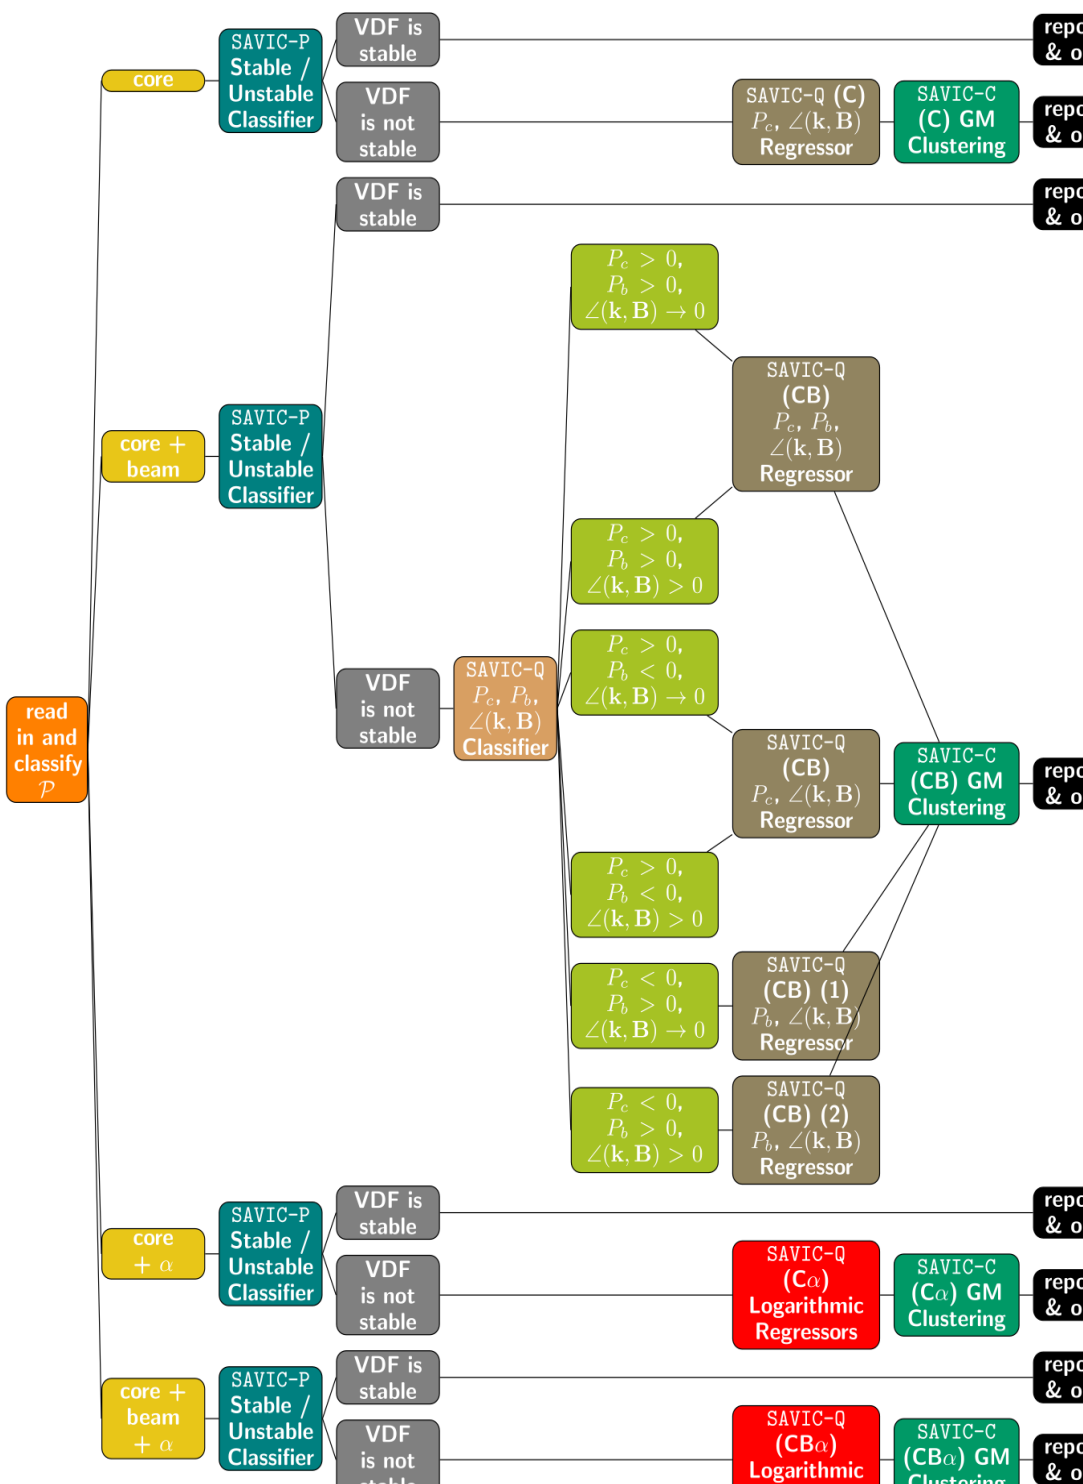 read
in and
classify
𝒫
core
SAVIC-P
Stable /
Unstable
Classifier
VDF is
stable
VDF
is not
stable
SAVIC-Q (C)
P_c, ∠(k, B)
Regressor
SAVIC-C
(C) GM
Clustering
& o
& o
core +
beam
SAVIC-P
Stable /
Unstable
Classifier
VDF is
stable
& o
VDF
is not
stable
SAVIC-Q
P_c, P_b,
∠(k, B)
Classifier
P_c > 0,
P_b > 0,
∠(k, B) → 0
P_c > 0,
P_b > 0,
∠(k, B) > 0
SAVIC-Q
(CB)
P_c, P_b,
∠(k, B)
Regressor
P_c > 0,
P_b < 0,
∠(k, B) → 0
P_c > 0,
P_b < 0,
∠(k, B) > 0
SAVIC-Q
(CB)
P_c, ∠(k, B)
Regressor
P_c < 0,
P_b > 0,
∠(k, B) → 0
SAVIC-Q
(CB) (1)
P_b, ∠(k, B)
Regressor
P_c < 0,
P_b > 0,
∠(k, B) > 0
SAVIC-Q
(CB) (2)
P_b, ∠(k, B)
Regressor
SAVIC-C
(CB) GM
Clustering
& o
core
+ α
SAVIC-P
Stable /
Unstable
Classifier
VDF is
stable
& o
VDF
is not
stable
SAVIC-Q
(Cα)
Logarithmic
Regressors
SAVIC-C
(Cα) GM
Clustering
& o
core +
beam
+ α
SAVIC-P
Stable /
Unstable
Classifier
VDF is
stable
& o
VDF
is not
SAVIC-Q
(CBα)
Logarithmic
SAVIC-C
(CBα) GM
Clustering
& o